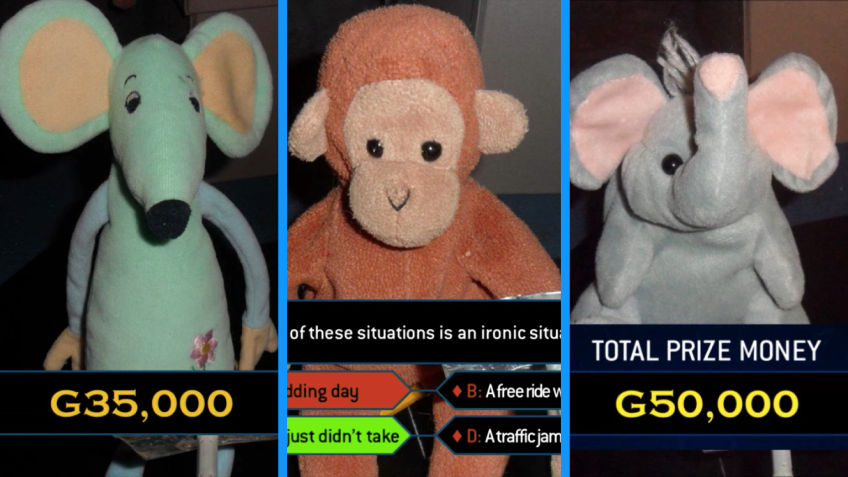 G35,000
of these situations is an ironic situa
dding day
B: A free ride w
just didn't take
D: A traffic jam
TOTAL PRIZE MONEY
G50,000